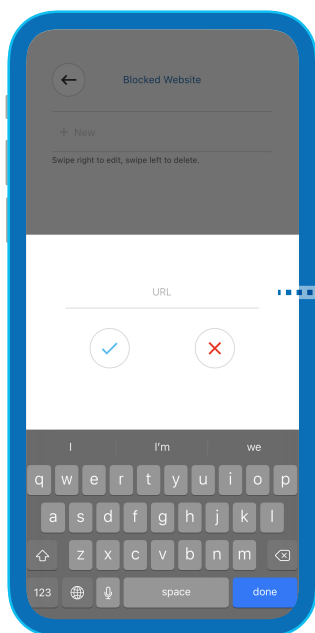 Blocked Website
+ New
Swipe right to edit, swipe left to delete.
URL
I I'm we
q w e r t y u i o p
a s d f g h j k l
z x c v b n m
123 space done